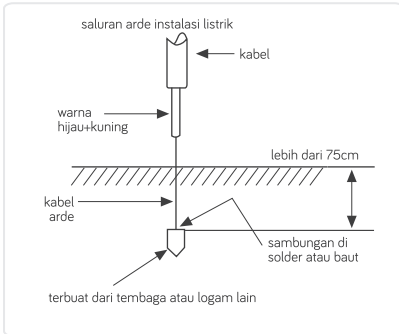 saluran arde instalasi listrik
kabel
warna
hijau+kuning
lebih dari 75cm
kabel
arde
sambungan di
solder atau baut
terbuat dari tembaga atau logam lain